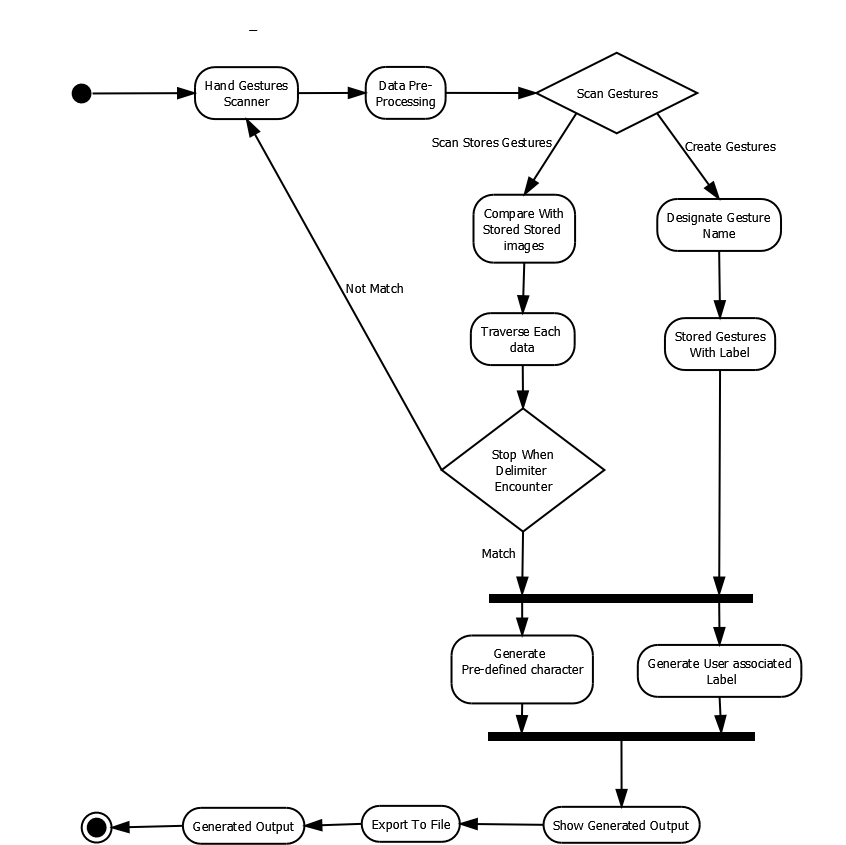 Hand Gestures
Scanner
Data Pre-
Processing
Scan Gestures
Scan Stores Gestures
Create Gestures
Compare With
Stored Stored
images
Designate Gesture
Name
Not Match
Traverse Each
data
Stored Gestures
With Label
Stop When
Delimiter
Encounter
Match
Generate
Pre-defined character
Generate User associated
Label
Generated Output
Export To File
Show Generated Output